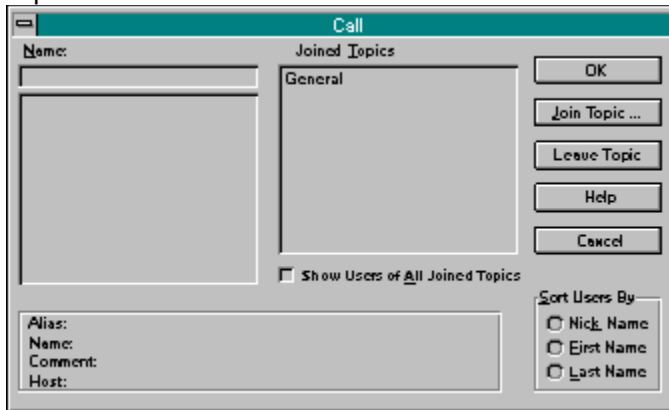 Call
Name:
Joined Topics
General
OK
Join Topic ...
Leave Topic
Help
Cancel
Show Users of All Joined Topics
Alias:
Name:
Comment:
Host:
Sort Users By
Nick Name
First Name
Last Name